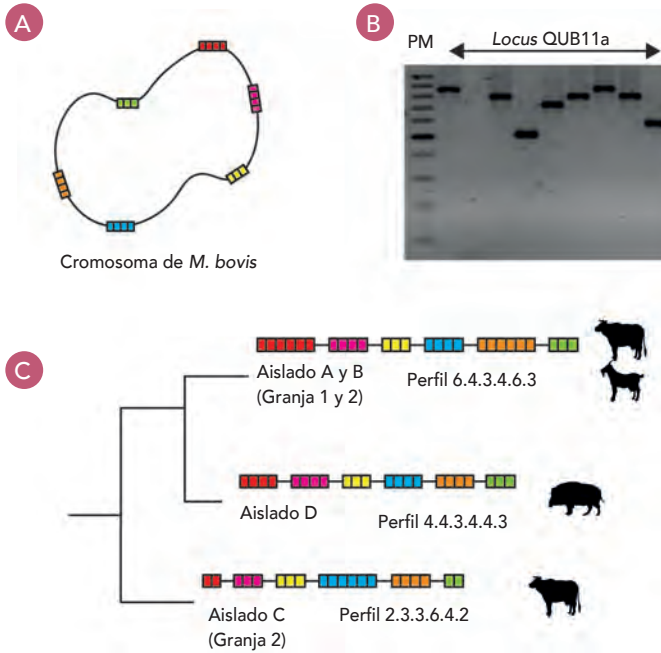 A
Cromosoma de M. bovis
B
PM
Locus QUB11a
C
Aislado A y B
(Granja 1 y 2)
Perfil 6.4.3.4.6.3
Aislado D
Perfil 4.4.3.4.4.3
Aislado C
(Granja 2)
Perfil 2.3.3.6.4.2